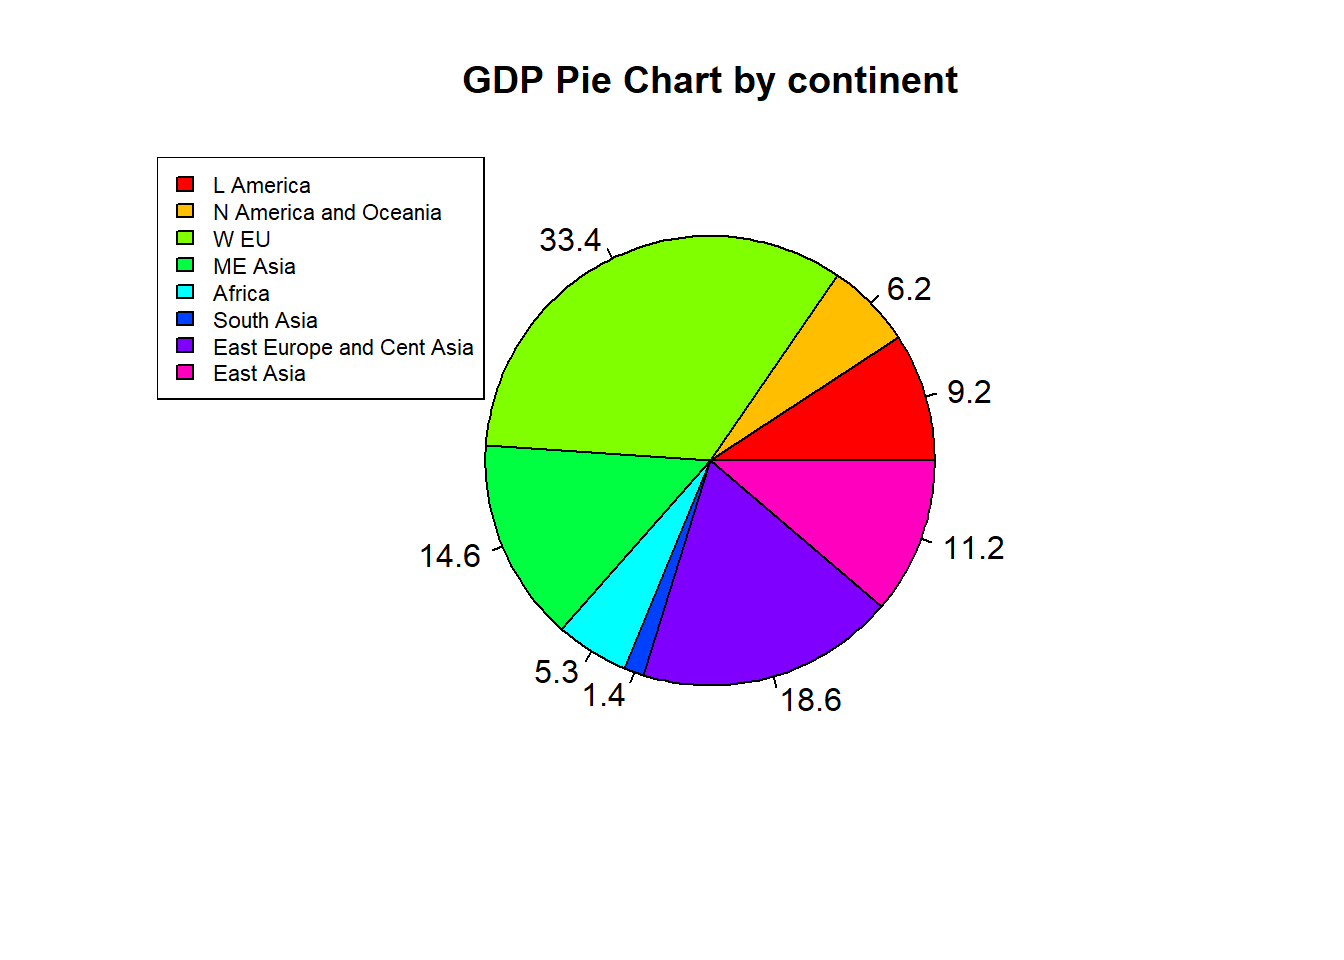 GDP Pie Chart by continent
L America
N America and Oceania
W EU
ME Asia
Africa
South Asia
East Europe and Cent Asia
East Asia
33.4
6.2
9.2
14.6
11.2
5.3
1.4
18.6